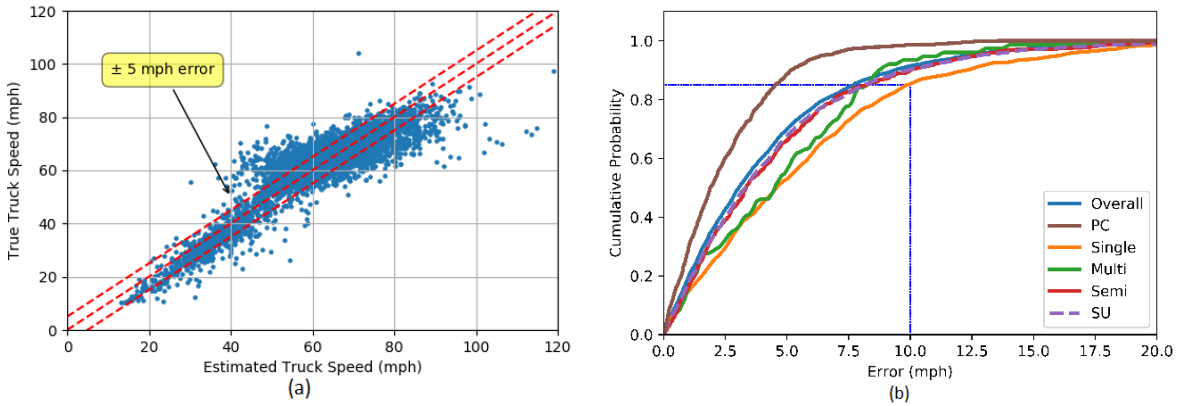 120
100
80
60
40
20
0
True Truck Speed (mph)
± 5 mph error
0 20 40 60 80 100 119
Estimated Truck Speed (mph)
(a)
1.0
0.8
0.6
0.4
0.2
0.0
Cumulative Probability
Overall
PC
Single
Multi
Semi
SU
0.0 2.5 5.0 7.5 10.0 12.5 15.0 17.5 20.0
Error (mph)
(b)